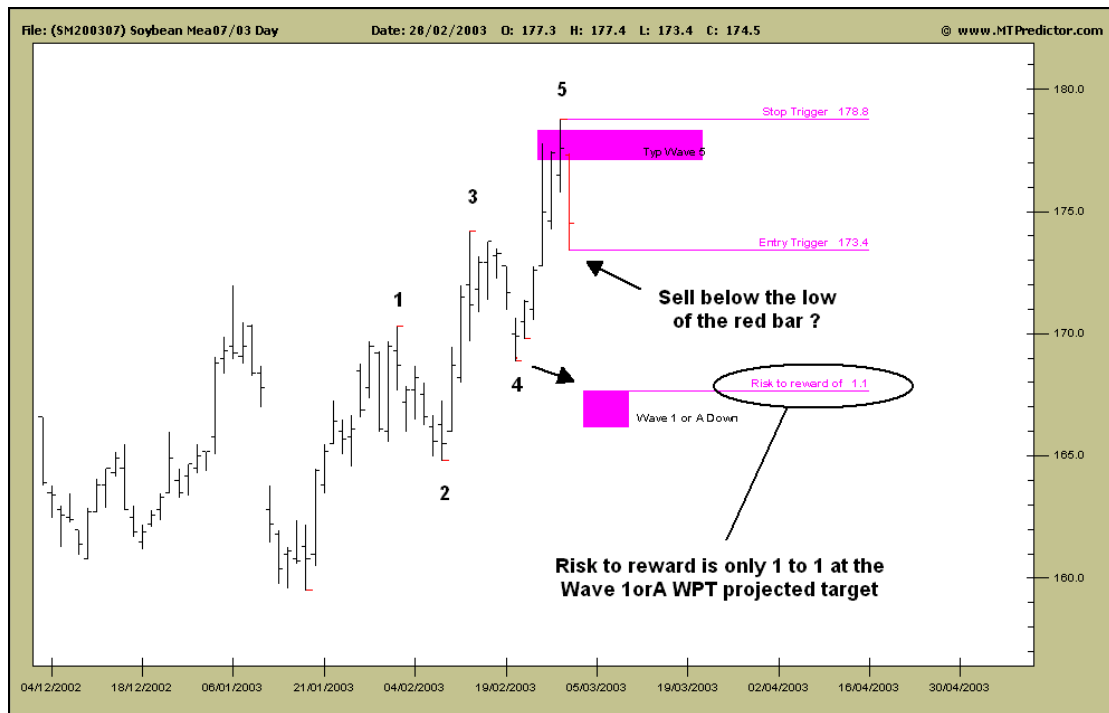 File: (SM200307) Soybean Mea07/03 Day Date: 26/02/2003 O: 177.3 H: 177.4 L: 173.4 C: 174.5 © www.MTPredictor.com
5
180.0
Stop Trigger 178.8
Typ Wave 5
3
175.0
Entry Trigger 173.4
Sell below the low
of the red bar ?
1
170.0
4
Risk to reward of 1.1
Wave 1 or A Down
165.0
2
Risk to reward is only 1 to 1 at the
Wave 1orA WPT projected target
160.0
04/12/2002 18/12/2002 06/01/2003 21/01/2003 04/02/2003 19/02/2003 05/03/2003 19/03/2003 02/04/2003 16/04/2003 30/04/2003